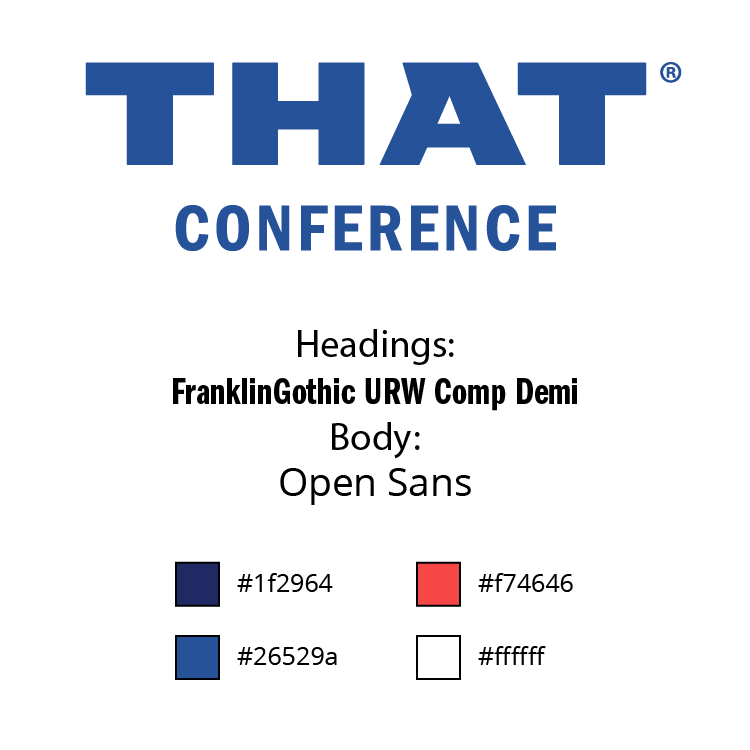 THAT®
CONFERENCE
Headings:
FranklinGothic URW Comp Demi
Body:
Open Sans
#1f2964 #f74646
#26529a #ffffff